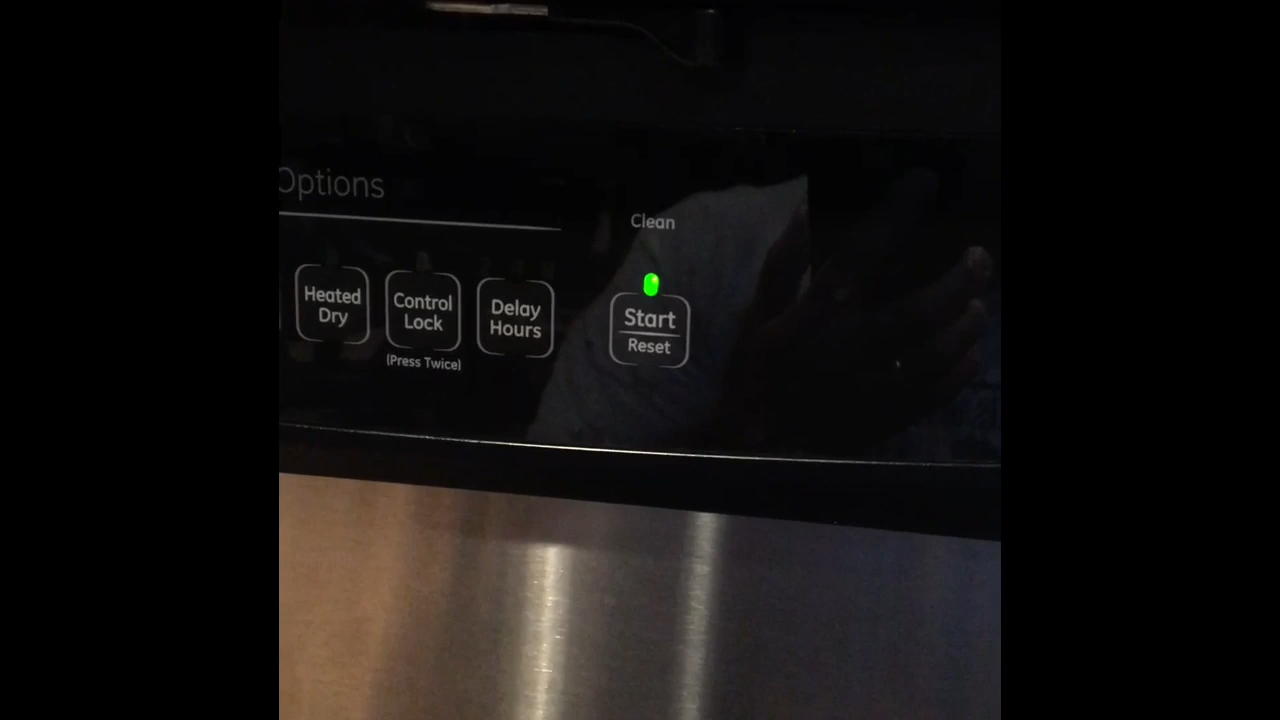 Options
Clean
Heated
Dry
Control
Lock
(Press Twice)
Delay
Hours
Start
Reset